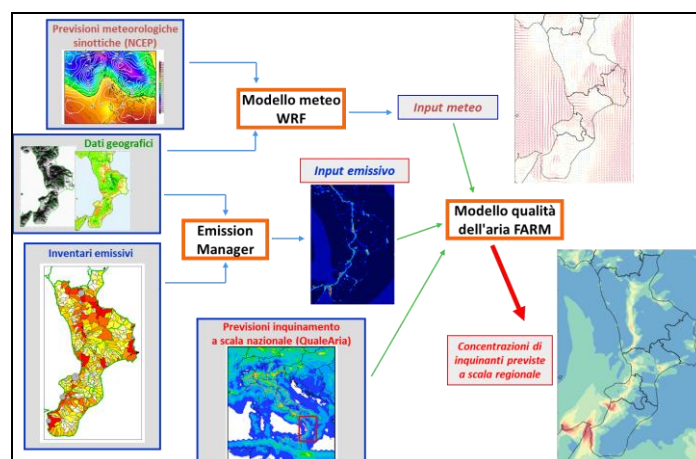 Previsioni meteorologiche
sinottiche (NCEP)
Modello meteo
WRF
Input meteo
Dati geografici
Input emissivo
Emission
Manager
Modello qualità
dell'aria FARM
Inventari emissivi
Previsioni inquinamento
a scala nazionale (QualeAria)
Concentrazioni di
inquinanti previste
a scala regionale